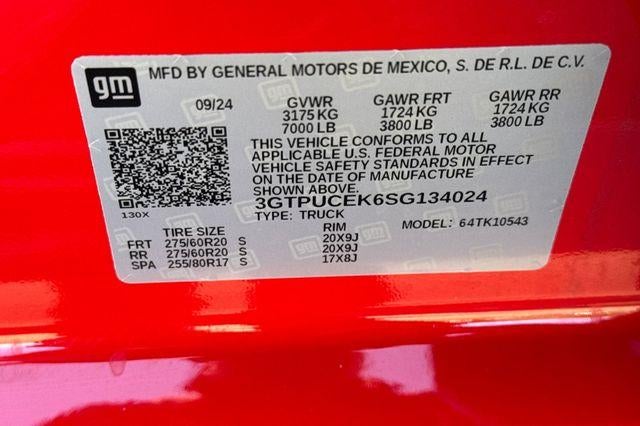 gm MFD BY GENERAL MOTORS DE MEXICO, S. DE R.L. DE C.V.
09/24 GVWR GAWR FRT GAWR RR
3175 KG 1724 KG 1724 KG
7000 LB 3800 LB 3800 LB
THIS VEHICLE CONFORMS TO ALL
APPLICABLE U.S. FEDERAL MOTOR
VEHICLE SAFETY STANDARDS IN EFFECT
ON THE DATE OF MANUFACTURE
SHOWN ABOVE.
130X 3GTPUCEK6SG134024
TYPE: TRUCK MODEL: 64TK10543
TIRE SIZE RIM
FRT 275/60R20 S 20X9J
RR 275/60R20 S 20X9J
SPA 255/80R17 S 17X8J